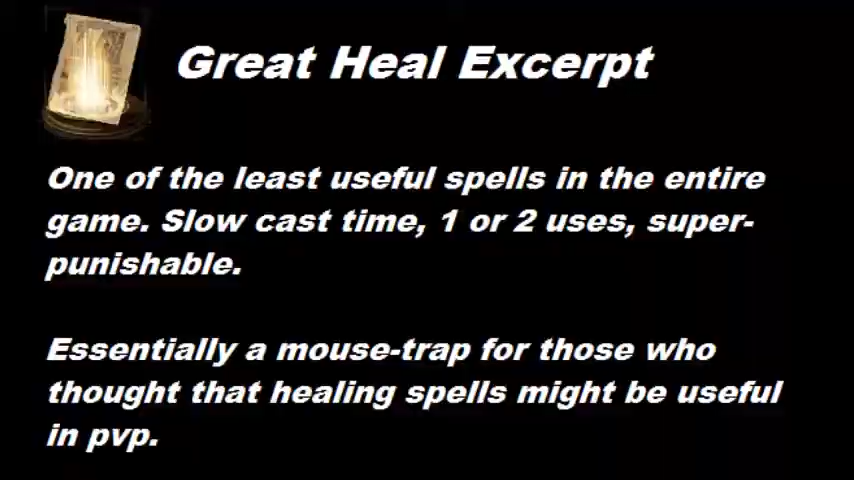 Great Heal Excerpt
One of the least useful spells in the entire
game. Slow cast time, 1 or 2 uses, super-
punishable.
Essentially a mouse-trap for those who
thought that healing spells might be useful
in pvp.